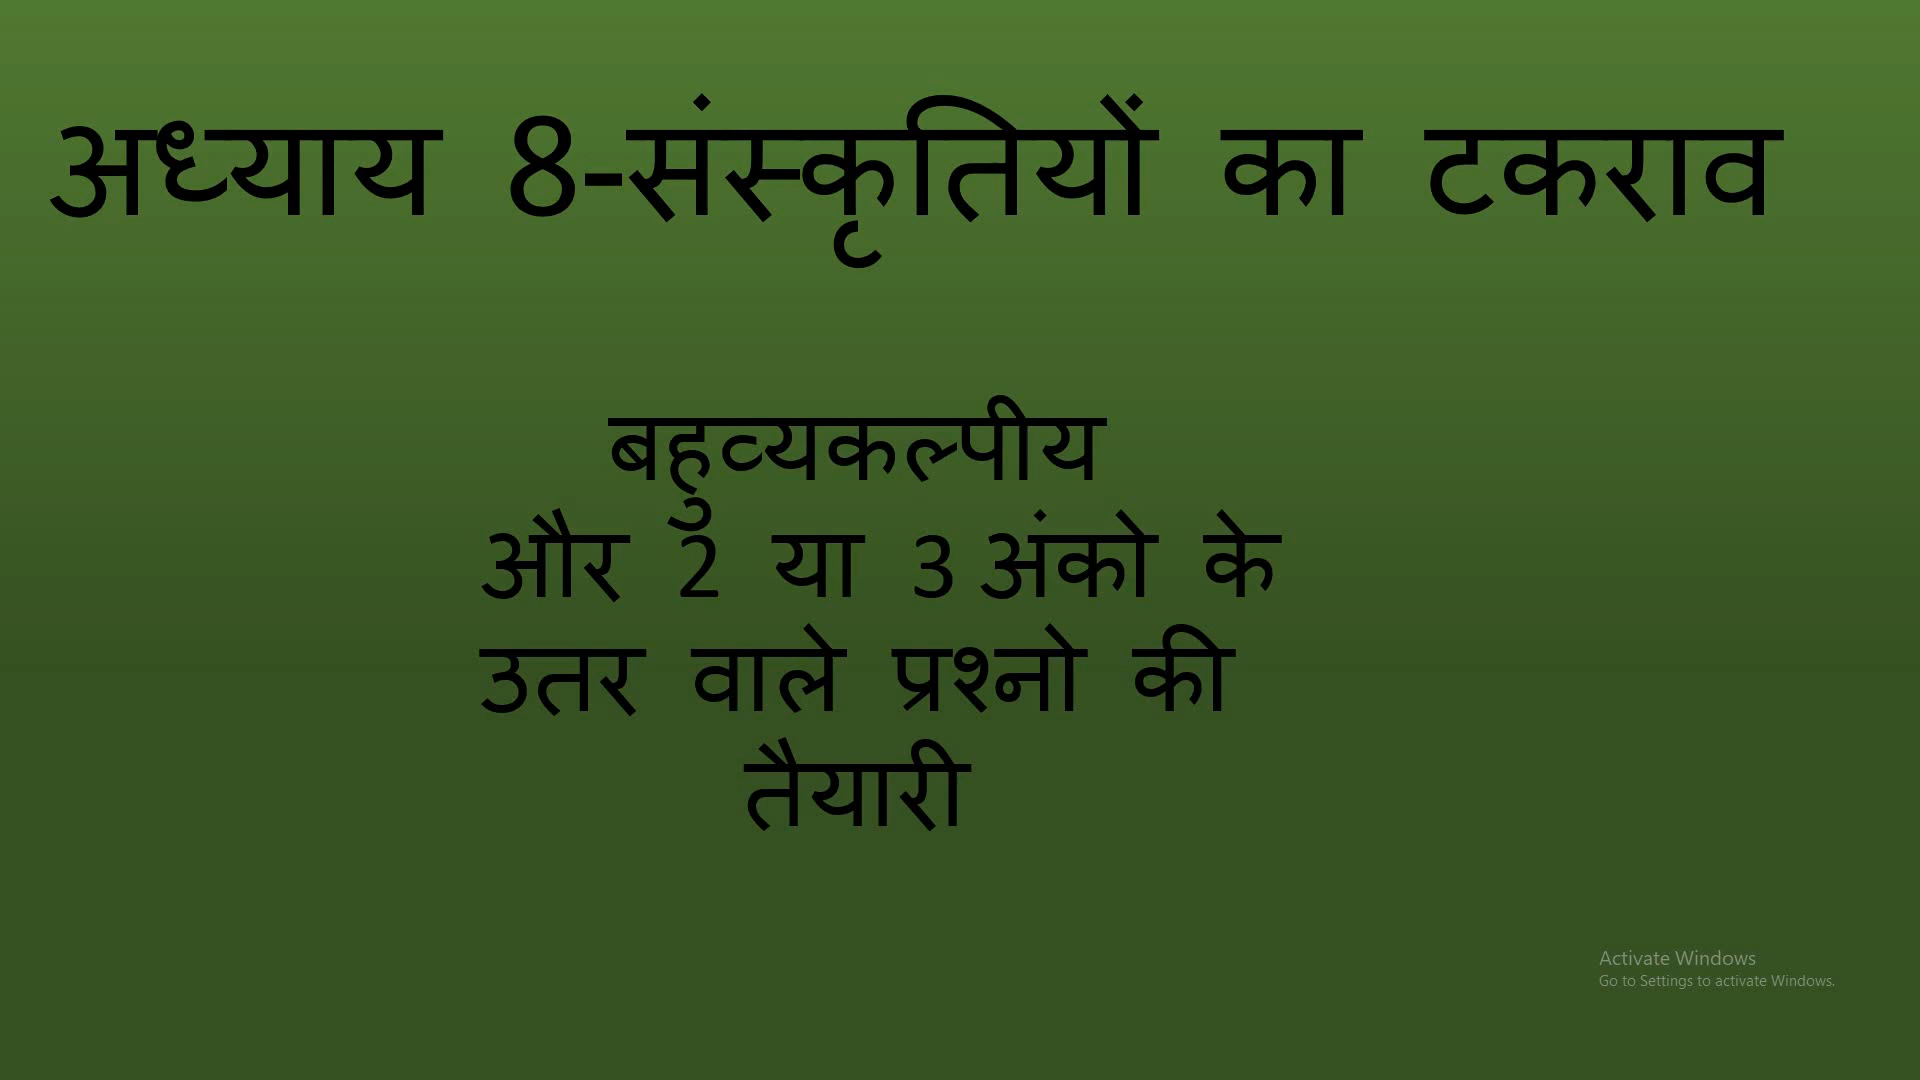 अध्याय 8-संस्कृतियों का टकराव
बहुव्यकल्पीय
और 2 या 3 अंको के
उतर वाले प्रश्नो की
तैयारी
Activate Windows
Go to Settings to activate Windows.